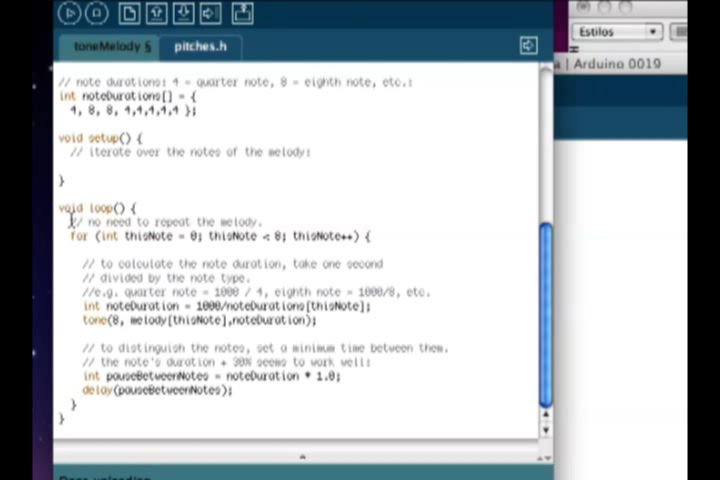 Estilos
toneMelody §
pitches.h
a | Arduino 0019
// note durations: 4 = quarter note, 8 = eighth note, etc.:
int noteDurations[] = {
4, 8, 8, 4,4,4,4,4 };
void setup() {
// iterate over the notes of the melody:
}
void loop() {
// no need to repeat the melody.
for (int thisNote = 0; thisNote < 8; thisNote++) {
// to calculate the note duration, take one second
// divided by the note type.
//e.g. quarter note = 1000 / 4, eighth note = 1000/8, etc.
int noteDuration = 1000/noteDurations[thisNote];
tone(8, melody[thisNote],noteDuration);
// to distinguish the notes, set a minimum time between them.
// the note's duration + 30% seems to work well:
int pauseBetweenNotes = noteDuration * 1.0;
delay(pauseBetweenNotes);
}
}
Done uploading